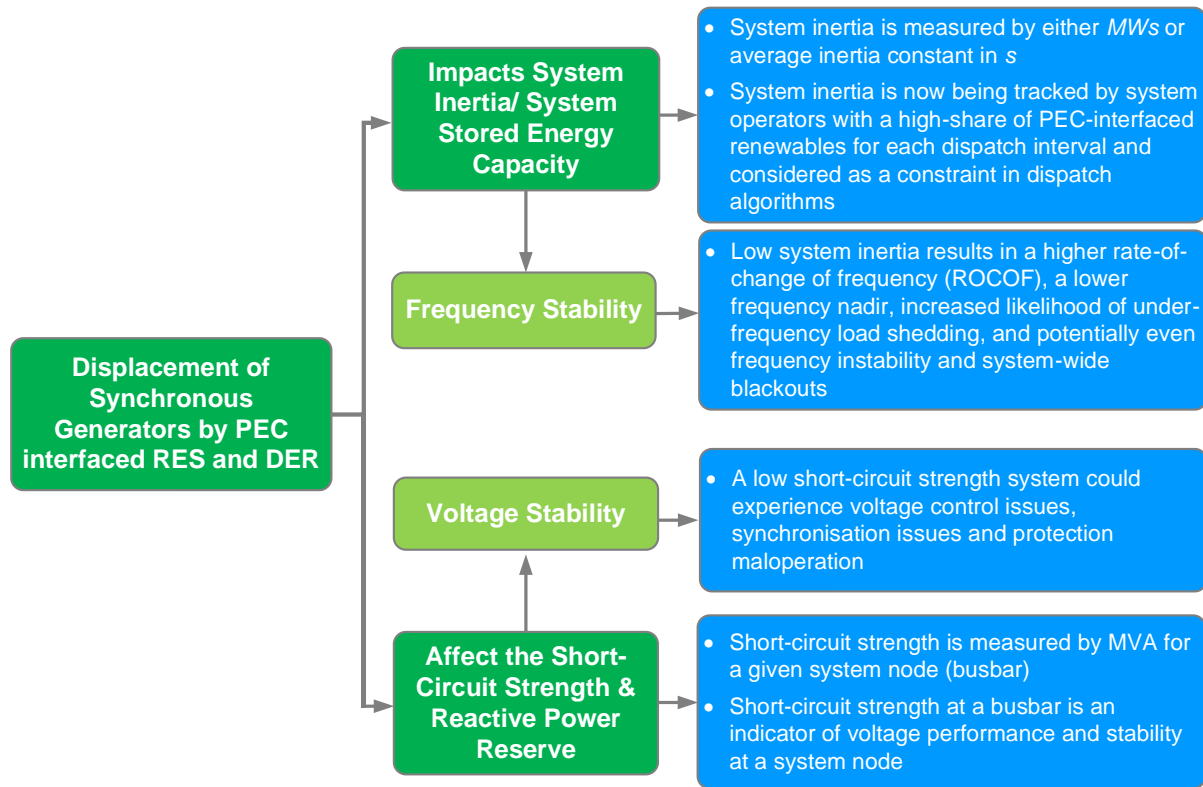 Displacement of
Synchronous
Generators by PEC
interfaced RES and DER
Impacts System
Inertia/ System
Stored Energy
Capacity
• System inertia is measured by either MWs or
average inertia constant in s
• System inertia is now being tracked by system
operators with a high-share of PEC-interfaced
renewables for each dispatch interval and
considered as a constraint in dispatch
algorithms
Frequency Stability
• Low system inertia results in a higher rate-of-
change of frequency (ROCOF), a lower
frequency nadir, increased likelihood of under-
frequency load shedding, and potentially even
frequency instability and system-wide
blackouts
Voltage Stability
• A low short-circuit strength system could
experience voltage control issues,
synchronisation issues and protection
maloperation
Affect the Short-
Circuit Strength &
Reactive Power
Reserve
• Short-circuit strength is measured by MVA for
a given system node (busbar)
• Short-circuit strength at a busbar is an
indicator of voltage performance and stability
at a system node